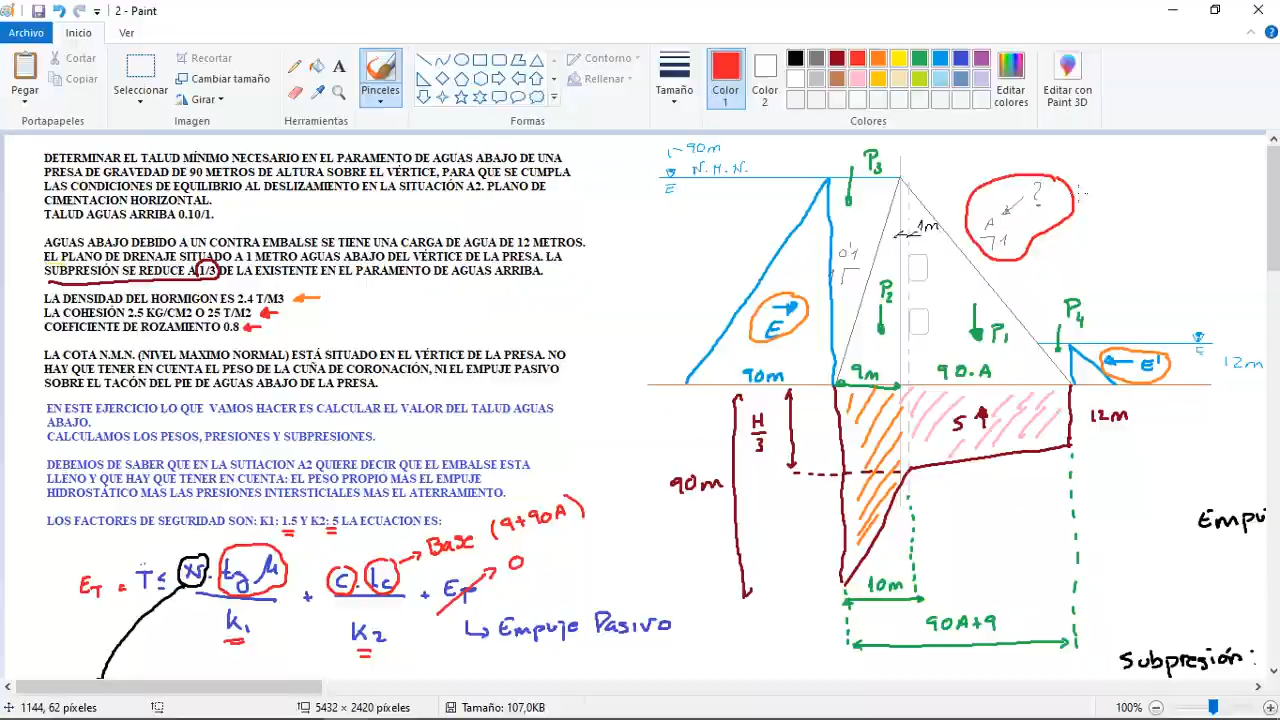 2 - Paint
Archivo
Inicio
Ver
Pegar
Cortar
Copiar
Portapapeles
Seleccionar
Recortar
Cambiar tamaño
Girar
Imagen
A
Herramientas
Pinceles
Contorno
Rellenar
Formas
Tamaño
Color 1
Color 2
Editar colores
Colores
Editar con Paint 3D
DETERMINAR EL TALUD MÍNIMO NECESARIO EN EL PARAMENTO DE AGUAS ABAJO DE UNA
PRESA DE GRAVEDAD DE 90 METROS DE ALTURA SOBRE EL VÉRTICE, PARA QUE SE CUMPLA
LAS CONDICIONES DE EQUILIBRIO AL DESLIZAMIENTO EN LA SITUACIÓN A2. PLANO DE
CIMENTACION HORIZONTAL.
TALUD AGUAS ARRIBA 0.10/1.
AGUAS ABAJO DEBIDO A UN CONTRA EMBALSE SE TIENE UNA CARGA DE AGUA DE 12 METROS.
EL PLANO DE DRENAJE SITUADO A 1 METRO AGUAS ABAJO DEL VÉRTICE DE LA PRESA. LA
SUBPRESIÓN SE REDUCE A 1/3 DE LA EXISTENTE EN EL PARAMENTO DE AGUAS ARRIBA.
LA DENSIDAD DEL HORMIGON ES 2.4 T/M3
LA COHESIÓN 2.5 KG/CM2 O 25 T/M2
COEFICIENTE DE ROZAMIENTO 0.8
LA COTA N.M.N. (NIVEL MAXIMO NORMAL) ESTÁ SITUADO EN EL VÉRTICE DE LA PRESA. NO
HAY QUE TENER EN CUENTA EL PESO DE LA CUÑA DE CORONACIÓN, NI EL EMPUJE PASIVO
SOBRE EL TACÓN DEL PIE DE AGUAS ABAJO DE LA PRESA.
EN ESTE EJERCICIO LO QUE VAMOS HACER ES CALCULAR EL VALOR DEL TALUD AGUAS
ABAJO.
CALCULAMOS LOS PESOS, PRESIONES Y SUBPRESIONES.
DEBEMOS DE SABER QUE EN LA SUTIACION A2 QUIERE DECIR QUE EL EMBALSE ESTA
LLENO Y QUE HAY QUE TENER EN CUENTA: EL PESO PROPIO MAS EL EMPUJE
HIDROSTÁTICO MAS LAS PRESIONES INTERSTICIALES MAS EL ATERRAMIENTO.
LOS FACTORES DE SEGURIDAD SON: K1: 1.5 Y K2: 5 LA ECUACION ES:
Base (9+90A)
0
T ≤
tg μ
k1
+
C.
k2
+
Empuje Pasivo
90m
N.M.N.
E
P3
1m
?
A
1
0'1
1
E
P2
P1
P4
E
E'
12m
90m
9m
90.A
H/3
S
12m
90m
10m
90A+9
Empu
Subpresión:
1144, 62 píxeles
5432 × 2420 píxeles
Tamaño: 107,0KB
100%